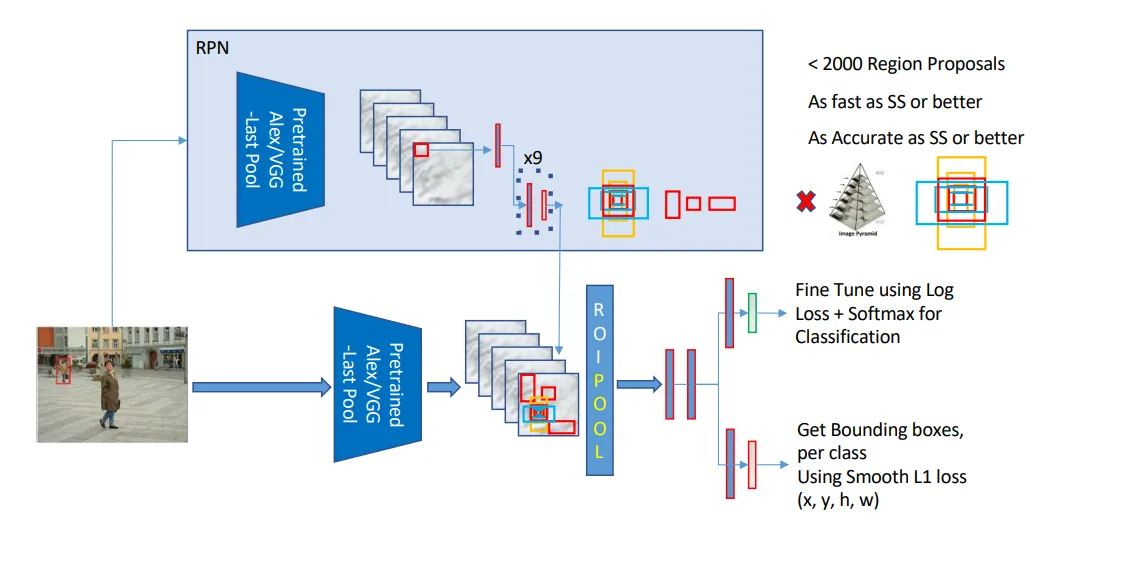 RPN
Pretrained
Alex/VGG
-Last Pool
x9
< 2000 Region Proposals
As fast as SS or better
As Accurate as SS or better
Image Pyramid
Pretrained
Alex/VGG
-Last Pool
ROI POOL
Fine Tune using Log
Loss + Softmax for
Classification
Get Bounding boxes,
per class
Using Smooth L1 loss
(x, y, h, w)